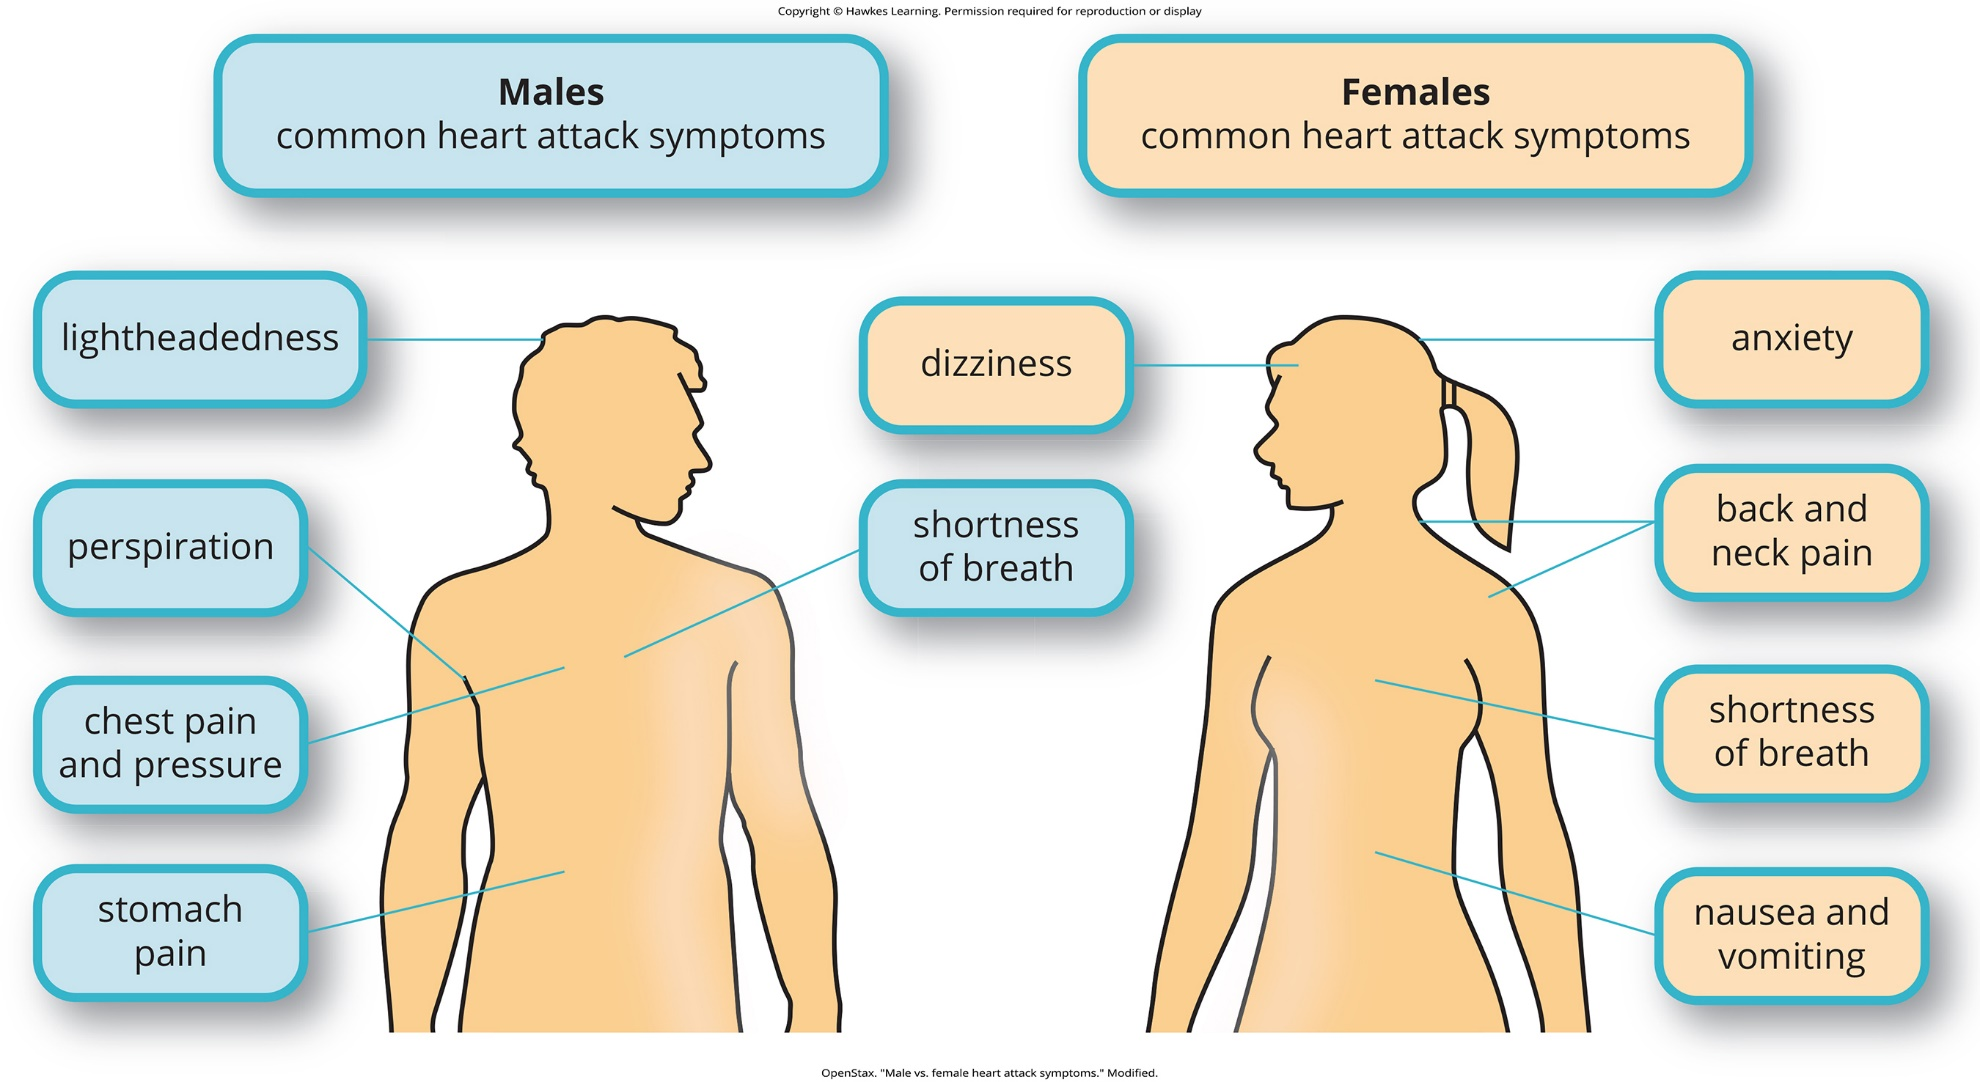 Copyright © Hawkes Learning. Permission required for reproduction or display
Males
common heart attack symptoms
Females
common heart attack symptoms
lightheadedness
perspiration
chest pain
and pressure
stomach
pain
shortness
of breath
dizziness
anxiety
back and
neck pain
shortness
of breath
nausea and
vomiting
OpenStax. "Male vs. female heart attack symptoms." Modified.